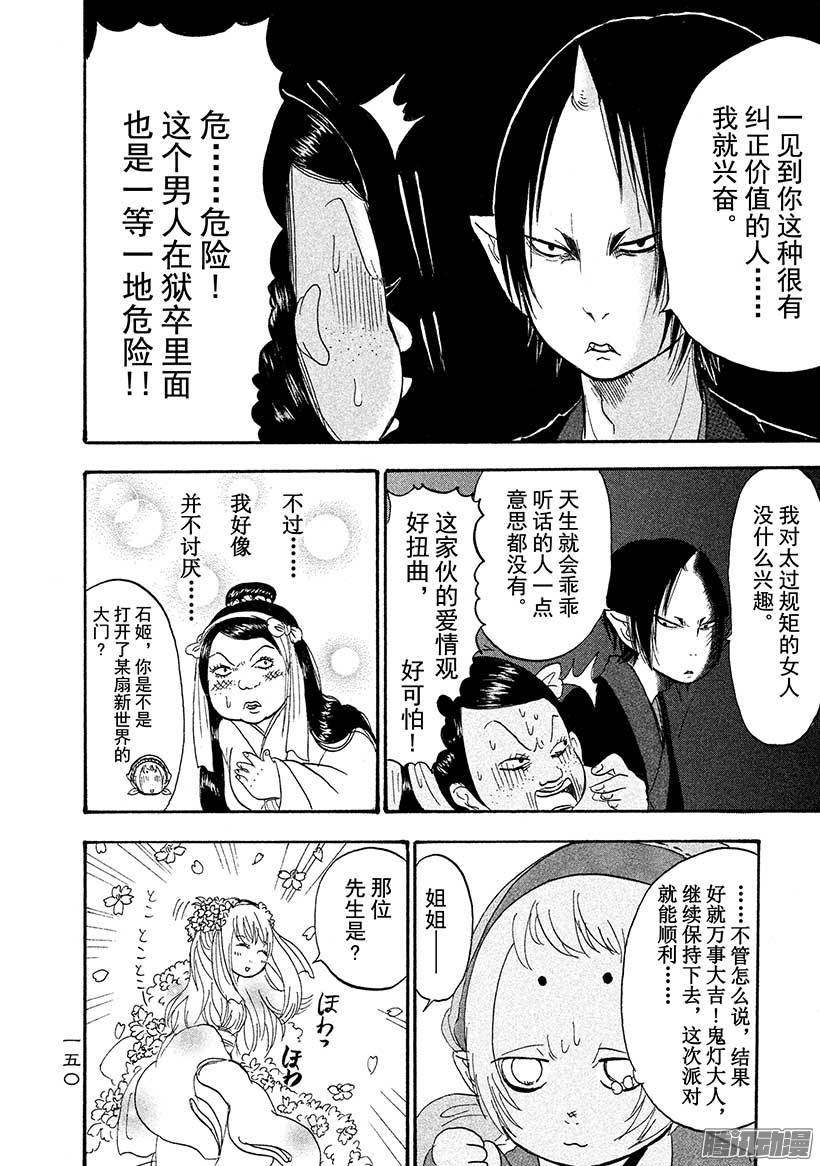 一见到你这种很有
纠正价值的人……
我就兴奋。
危……危险！
这个男人在狱卒里面
也是一等一地危险!!
我对太过规矩的女人
没什么兴趣。
天生就会乖乖
听话的人一点
意思都没有。
这家伙的爱情观
好扭曲，
好可怕！
不过……
我好像
并不讨厌……
石姬，你是不是
打开了某扇新世界的
大门？
……不管怎么说，结果
好就万事大吉！鬼灯大人，
继续保持下去，这次派对
就能顺利……
姐姐——
那位
先生是？
とこ
とことこ
ほわっ
ほわ
一五〇
腾讯动漫